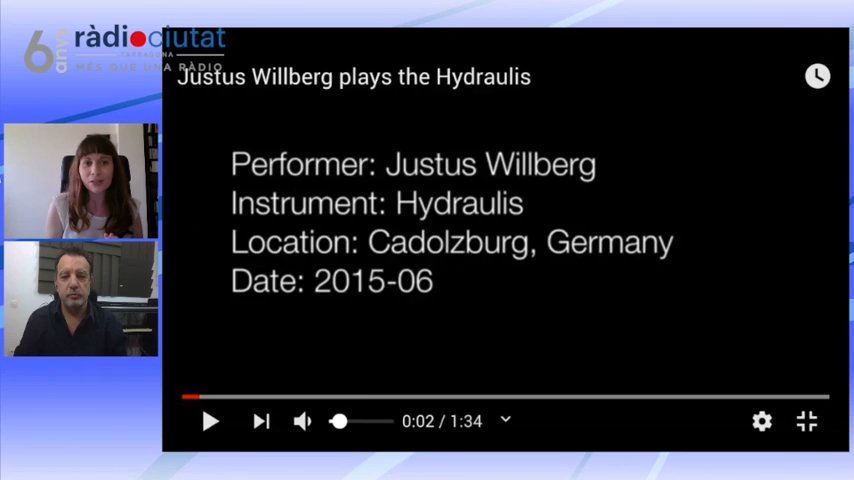 6 anys
ràdiociutat
TARRAGONA
MÉS QUE UNA RÀDIO
Justus Willberg plays the Hydraulis
Performer: Justus Willberg
Instrument: Hydraulis
Location: Cadolzburg, Germany
Date: 2015-06
0:02 / 1:34